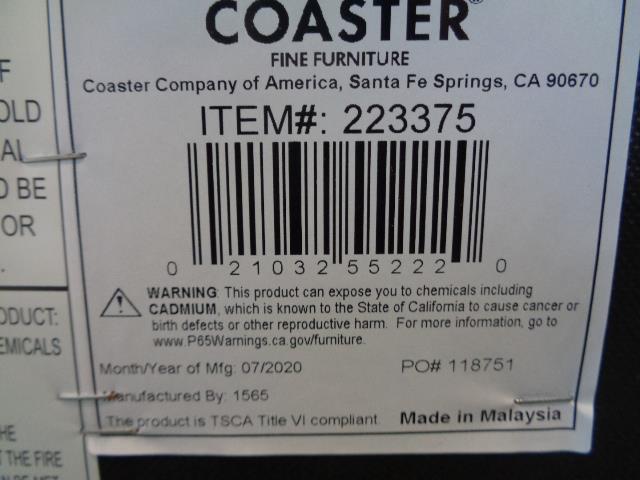 COASTER®
FINE FURNITURE
Coaster Company of America, Santa Fe Springs, CA 90670
ITEM#: 223375
0 21032 55222 0
WARNING: This product can expose you to chemicals including
CADMIUM, which is known to the State of California to cause cancer or
birth defects or other reproductive harm. For more information, go to
www.P65Warnings.ca.gov/furniture.
Month/Year of Mfg: 07/2020 PO# 118751
Manufactured By: 1565
The product is TSCA Title VI compliant. Made in Malaysia
F
OLD
AL
D BE
OR
.
ODUCT:
EMICALS
HE
T THE FIRE